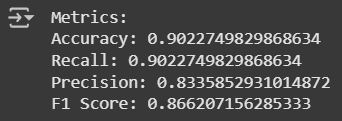 Metrics:
Accuracy: 0.9022749829868634
Recall: 0.9022749829868634
Precision: 0.8335852931014872
F1 Score: 0.866207156285333